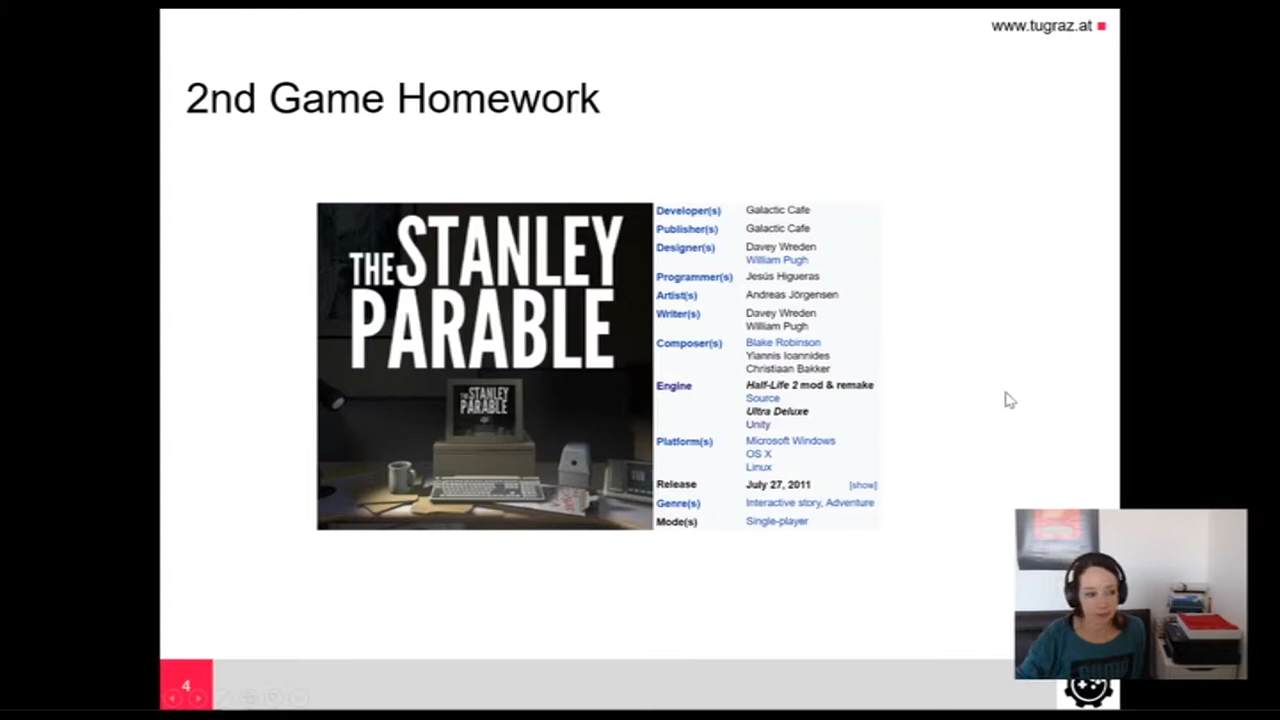 www.tugraz.at
2nd Game Homework
THE STANLEY
PARABLE
THE STANLEY
PARABLE
Developer(s) Galactic Cafe
Publisher(s) Galactic Cafe
Designer(s) Davey Wreden
William Pugh
Programmer(s) Jesús Higueras
Artist(s) Andreas Jörgensen
Writer(s) Davey Wreden
William Pugh
Composer(s) Blake Robinson
Yiannis Ioannides
Christiaan Bakker
Engine Half-Life 2 mod & remake
Source
Ultra Deluxe
Unity
Platform(s) Microsoft Windows
OS X
Linux
Release July 27, 2011 [show]
Genre(s) Interactive story, Adventure
Mode(s) Single-player
4